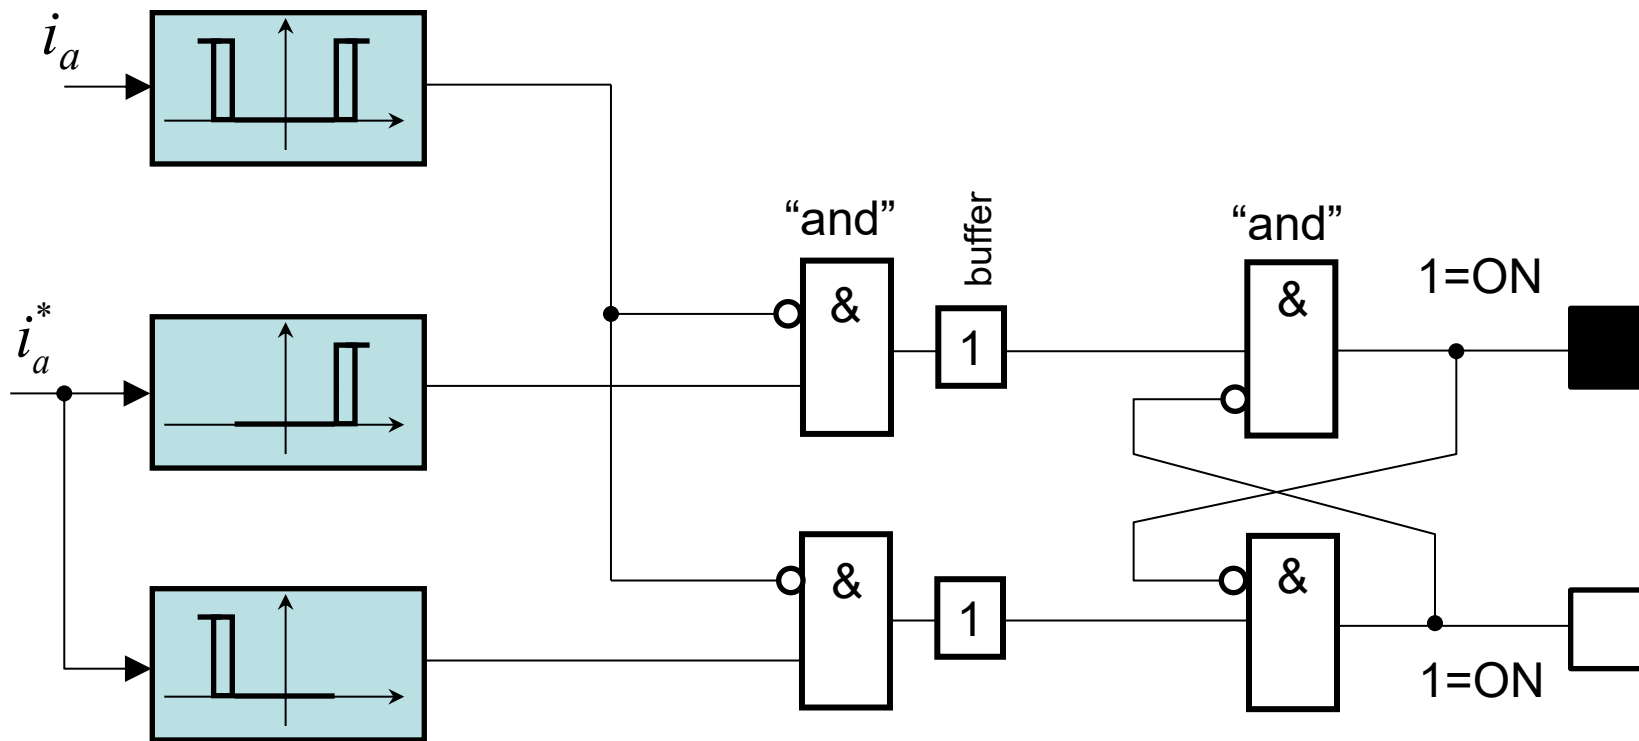 i_a
i_a^*
“and”
buffer
“and”
1=ON
&
1
&
&
1
&
1=ON